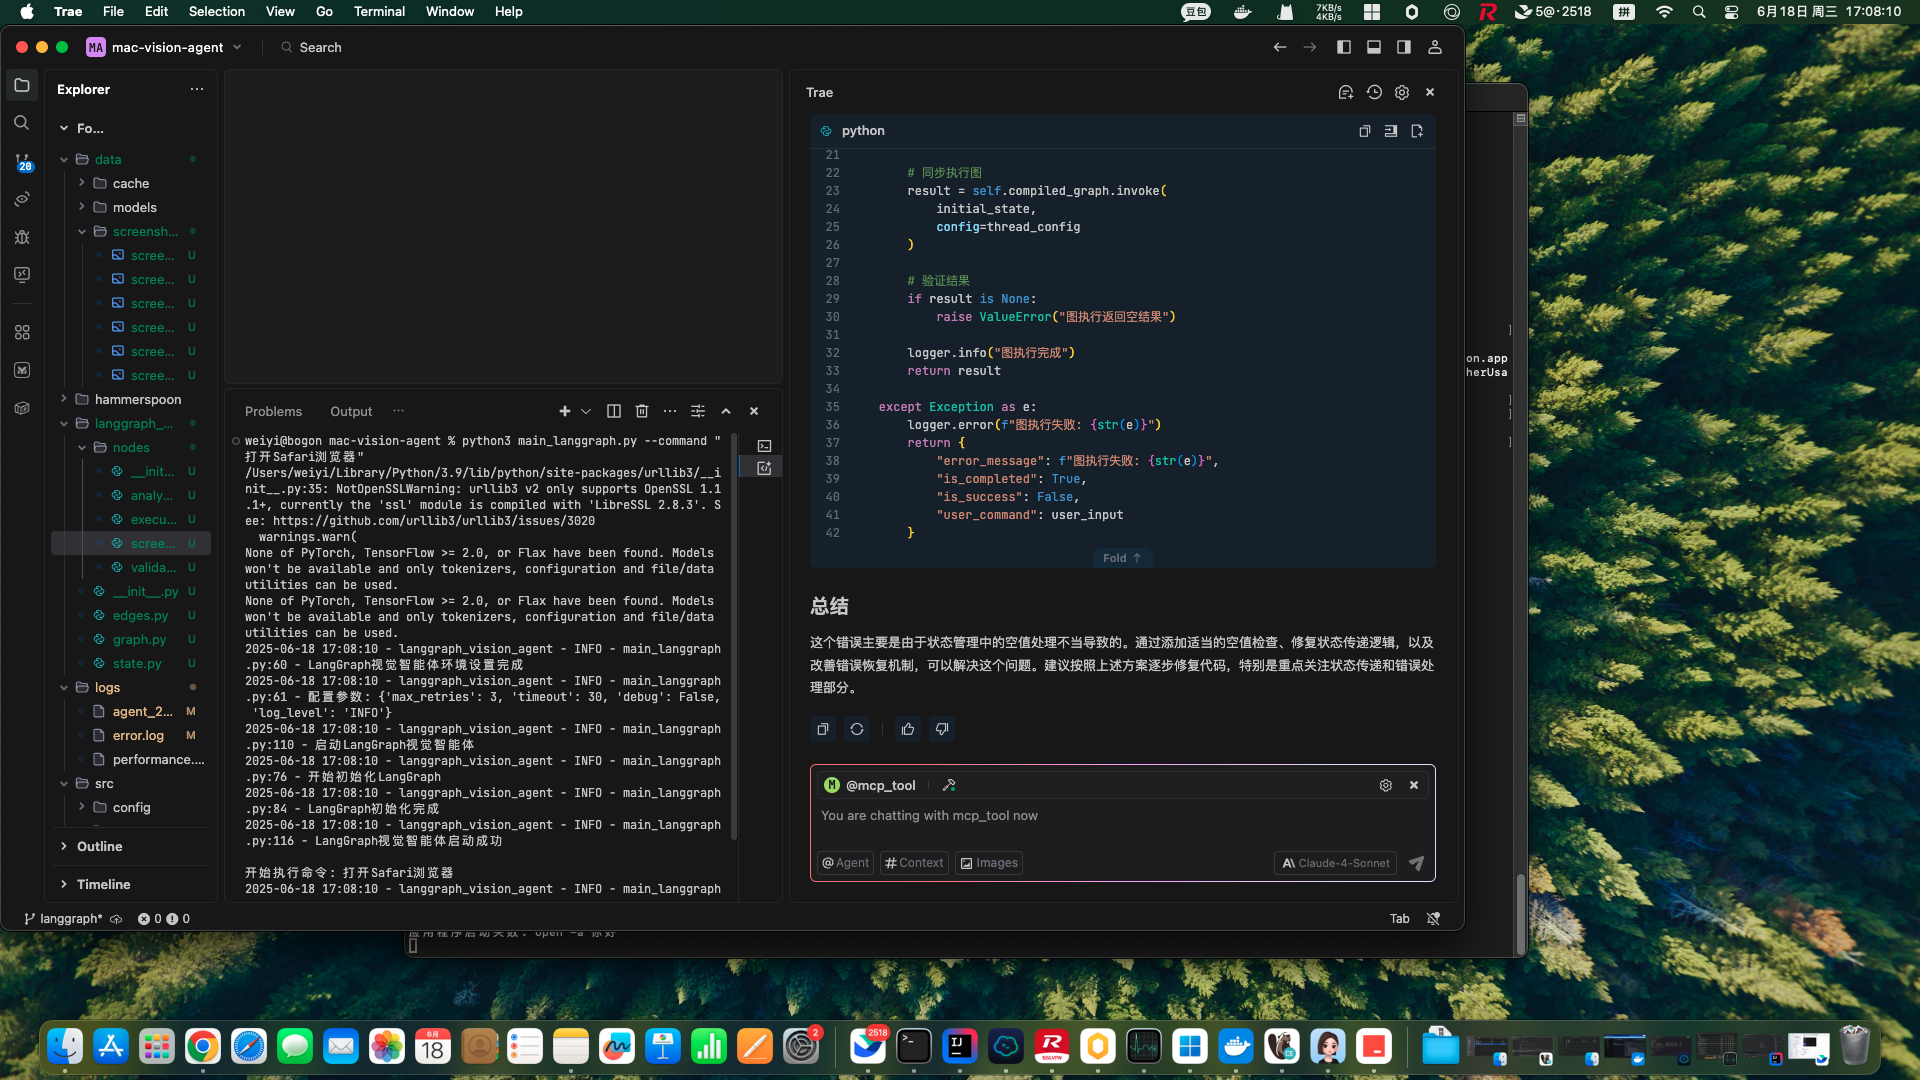 Trae File Edit Selection View Go Terminal Window Help
豆包 7KB/s 4KB/s 5@·2518 拼 6月18日 周三 17:08:10
MA mac-vision-agent Search
Explorer
Fo...
data
cache
models
screensh...
scree... U
scree... U
scree... U
scree... U
scree... U
scree... U
hammerspoon
langgraph_...
nodes
__init... U
analy... U
execu... U
scree... U
valida... U
__init__.py U
edges.py U
graph.py U
state.py U
logs
agent_2... M
error.log M
performance....
src
config
Outline
Timeline
20
Problems Output
weiyi@bogon mac-vision-agent % python3 main_langgraph.py --command "
打开Safari浏览器"
/Users/weiyi/Library/Python/3.9/lib/python/site-packages/urllib3/__i
nit__.py:35: NotOpenSSLWarning: urllib3 v2 only supports OpenSSL 1.1
.1+, currently the 'ssl' module is compiled with 'LibreSSL 2.8.3'. S
ee: https://github.com/urllib3/urllib3/issues/3020
warnings.warn(
None of PyTorch, TensorFlow >= 2.0, or Flax have been found. Models
won't be available and only tokenizers, configuration and file/data
utilities can be used.
None of PyTorch, TensorFlow >= 2.0, or Flax have been found. Models
won't be available and only tokenizers, configuration and file/data
utilities can be used.
2025-06-18 17:08:10 - langgraph_vision_agent - INFO - main_langgraph
.py:60 - LangGraph视觉智能体环境设置完成
2025-06-18 17:08:10 - langgraph_vision_agent - INFO - main_langgraph
.py:61 - 配置参数: {'max_retries': 3, 'timeout': 30, 'debug': False,
'log_level': 'INFO'}
2025-06-18 17:08:10 - langgraph_vision_agent - INFO - main_langgraph
.py:110 - 启动LangGraph视觉智能体
2025-06-18 17:08:10 - langgraph_vision_agent - INFO - main_langgraph
.py:76 - 开始初始化LangGraph
2025-06-18 17:08:10 - langgraph_vision_agent - INFO - main_langgraph
.py:84 - LangGraph初始化完成
2025-06-18 17:08:10 - langgraph_vision_agent - INFO - main_langgraph
.py:116 - LangGraph视觉智能体启动成功
开始执行命令: 打开Safari浏览器
2025-06-18 17:08:10 - langgraph_vision_agent - INFO - main_langgraph
Trae
python
21
22 # 同步执行图
23 result = self.compiled_graph.invoke(
24 initial_state,
25 config=thread_config
26 )
27
28 # 验证结果
29 if result is None:
30 raise ValueError("图执行返回空结果")
31
32 logger.info("图执行完成")
33 return result
34
35 except Exception as e:
36 logger.error(f"图执行失败: {str(e)}")
37 return {
38 "error_message": f"图执行失败: {str(e)}",
39 "is_completed": True,
40 "is_success": False,
41 "user_command": user_input
42 }
Fold ↑
总结
这个错误主要是由于状态管理中的空值处理不当导致的。通过添加适当的空值检查、修复状态传递逻辑，以及
改善错误恢复机制，可以解决这个问题。建议按照上述方案逐步修复代码，特别是重点关注状态传递和错误处
理部分。
M @mcp_tool
You are chatting with mcp_tool now
@ Agent # Context Images Claude-4-Sonnet
langgraph* 0 0 Tab
]
on.app
herUsa
]
]
]
应用程序启动失败: open -a 你好
6月 18
2
2518
IJ
RSSLVPN
CE